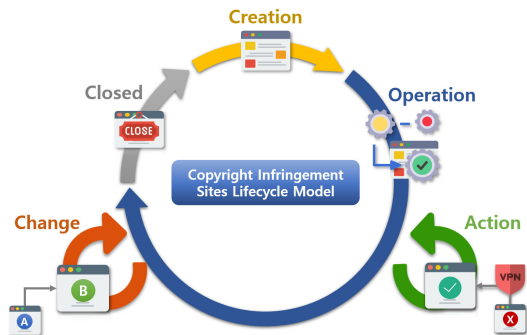 Creation
Closed
CLOSE
Operation
Copyright Infringement
Sites Lifecycle Model
Change
Action
B
A
VPN
X